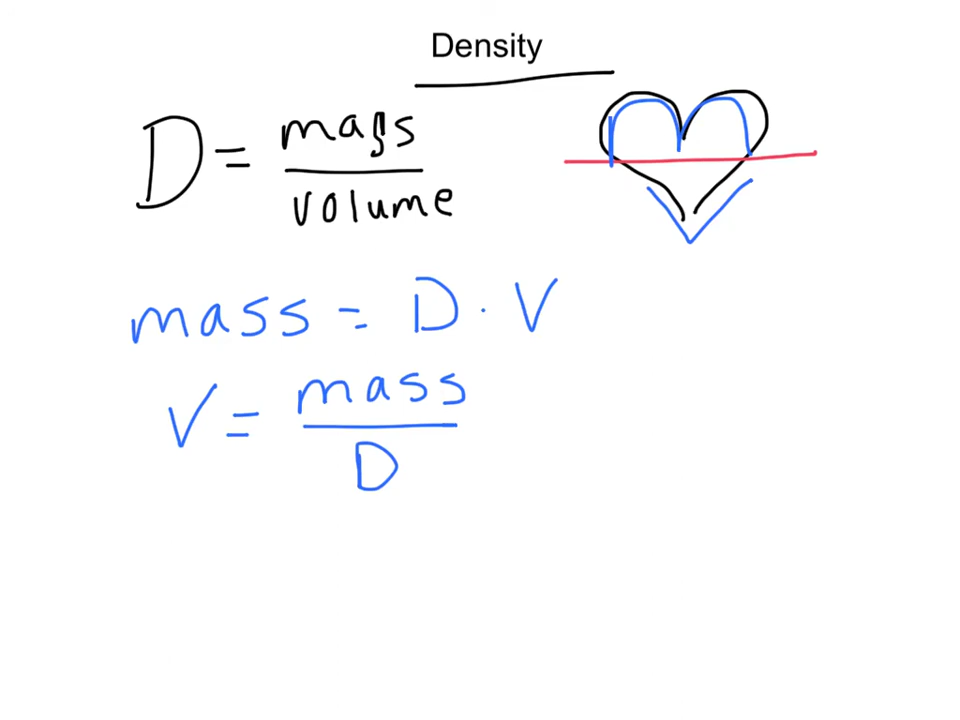 Density
D = mass
volume
mass = D · V
V = mass
D